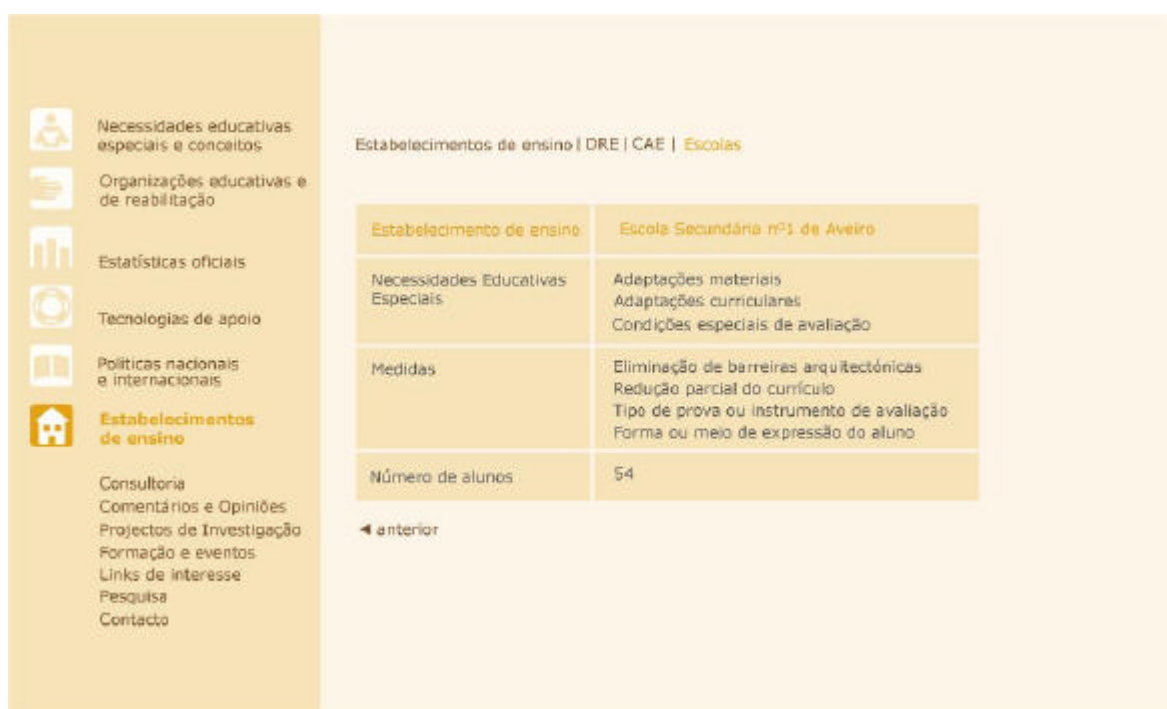 Necessidades educativas
especiais e conceitos
Organizações educativas e
de reabilitação
Estatísticas oficiais
Tecnologias de apoio
Políticas nacionais
e internacionais
Estabelecimentos
de ensino
Consultoria
Comentários e Opiniões
Projectos de Investigação
Formação e eventos
Links de interesse
Pesquisa
Contacto
Estabelecimentos de ensino | DRE | CAE | Escolas
Estabelecimento de ensino
Escola Secundária nº1 de Aveiro
Necessidades Educativas
Especiais
Adaptações materiais
Adaptações curriculares
Condições especiais de avaliação
Medidas
Eliminação de barreiras arquitectónicas
Redução parcial do currículo
Tipo de prova ou instrumento de avaliação
Forma ou meio de expressão do aluno
Número de alunos
54
◄ anterior